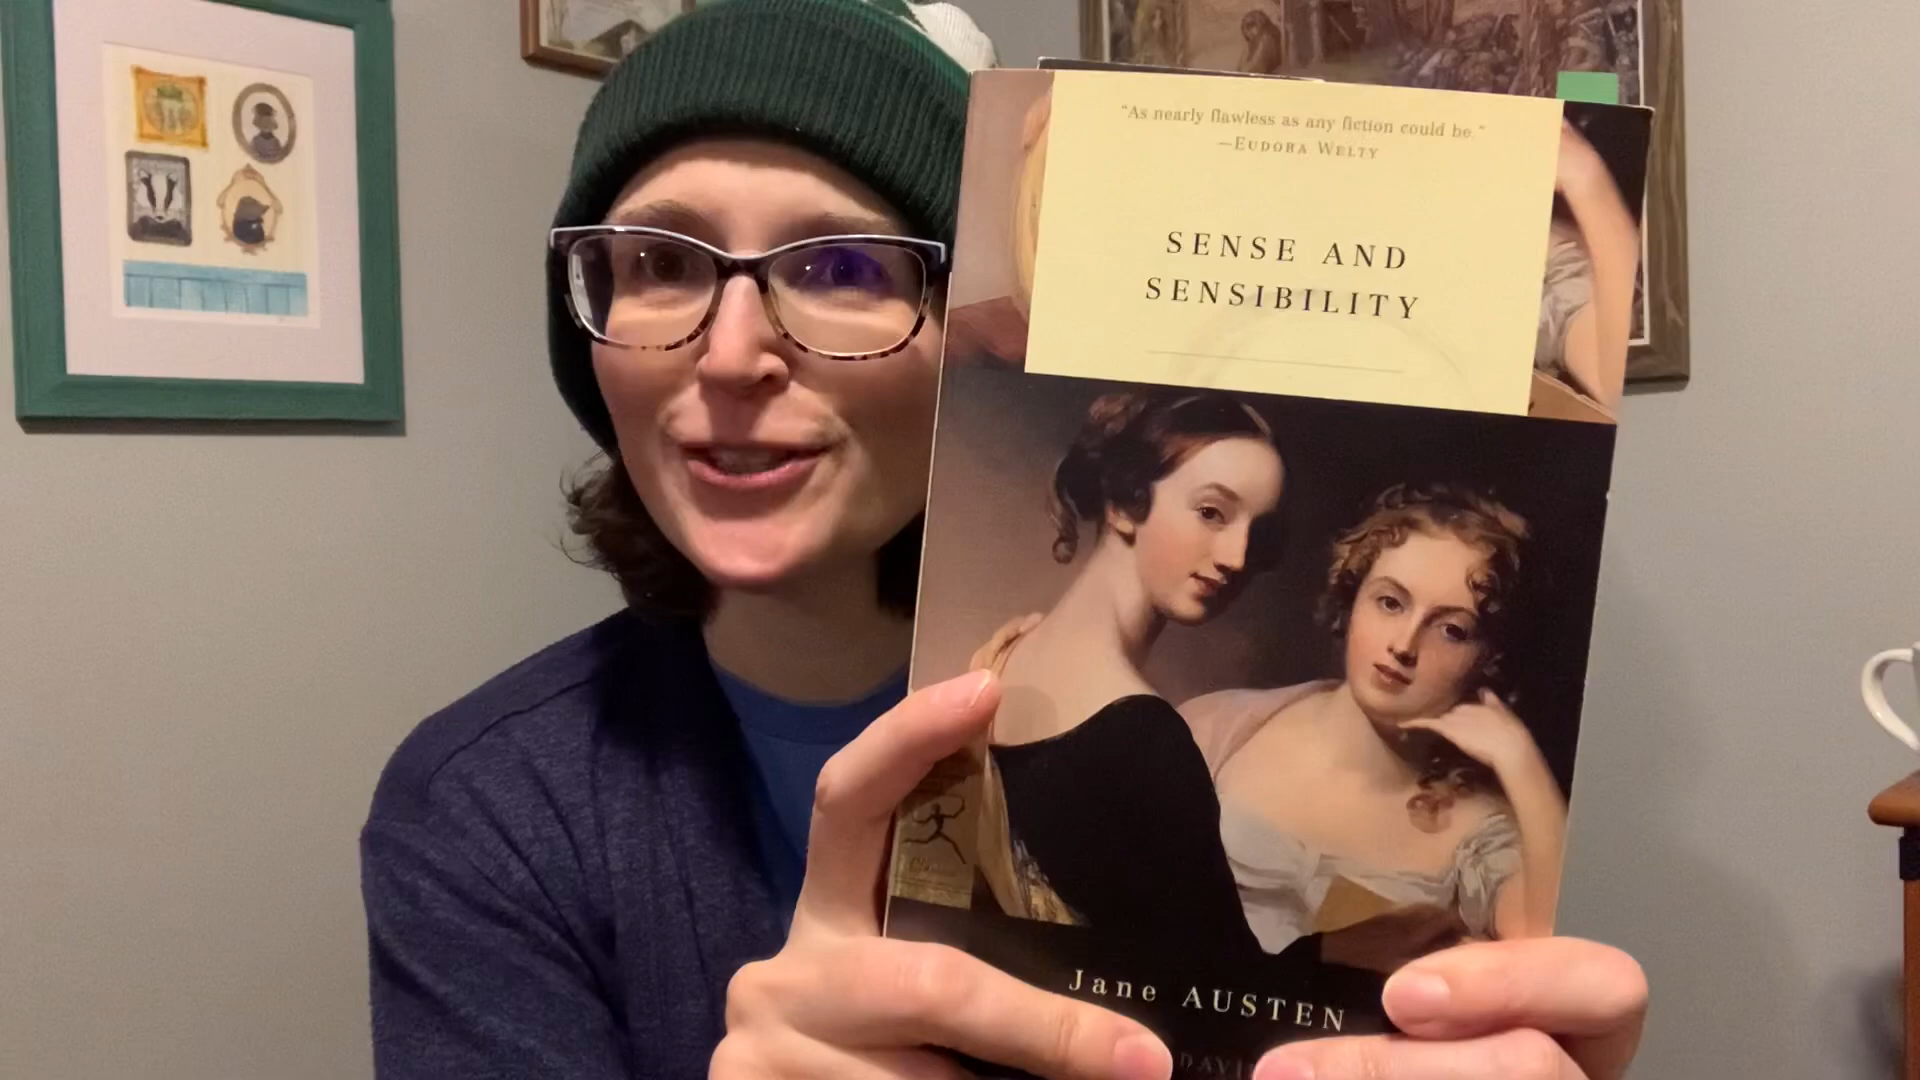 “As nearly flawless as any fiction could be.”
—EUDORA WELTY
SENSE AND
SENSIBILITY
Jane AUSTEN